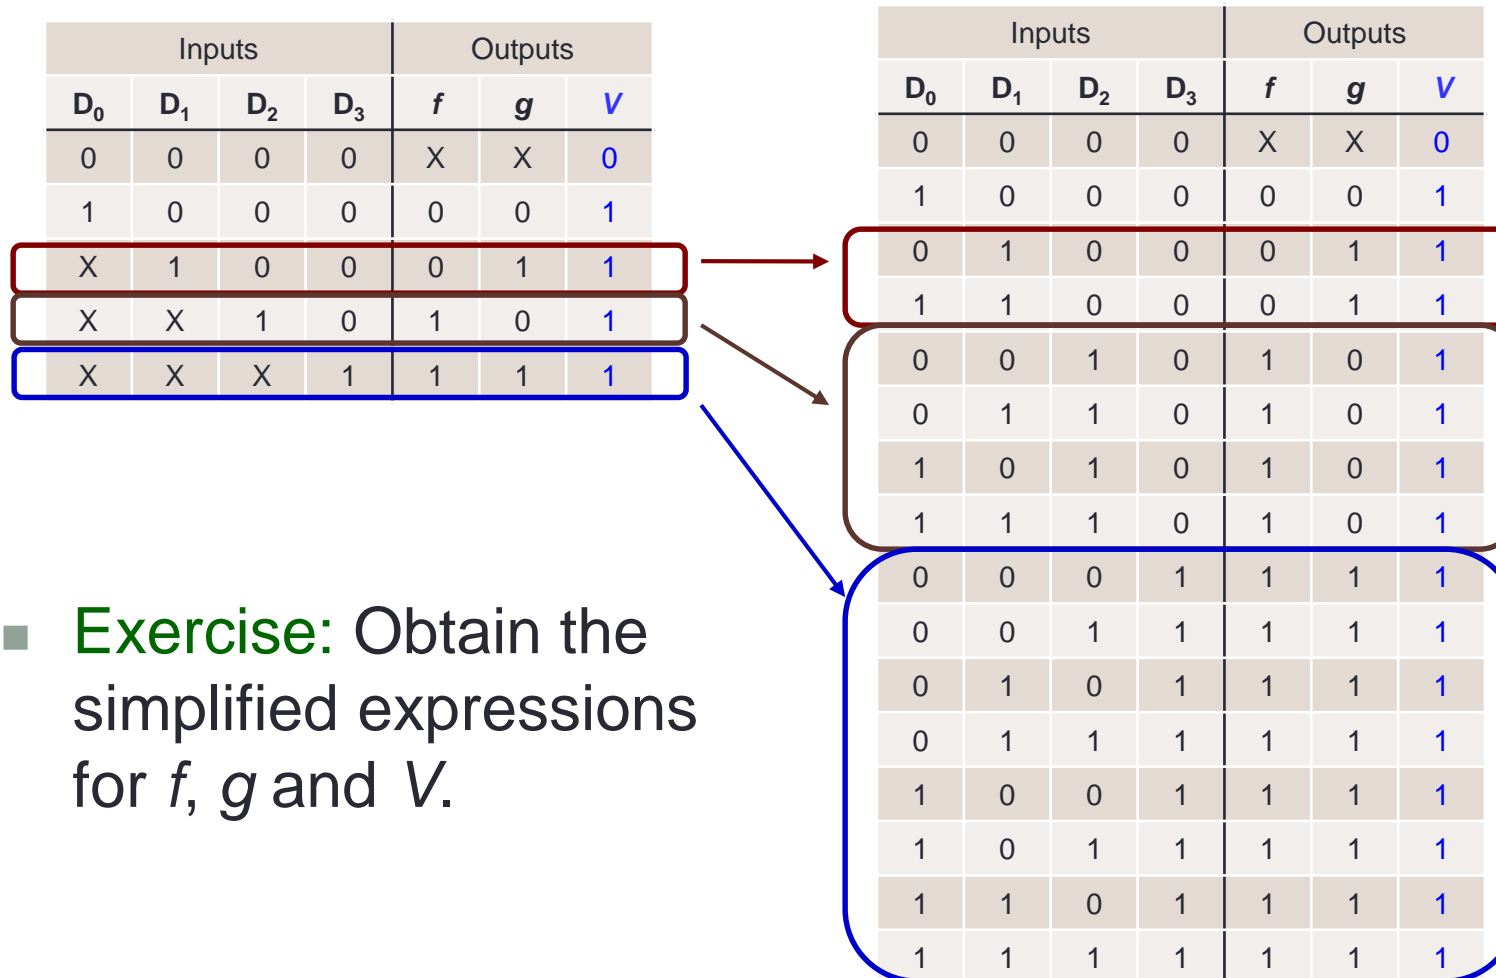 Inputs Outputs
D0 D1 D2 D3 f g V
0 0 0 0 X X 0
1 0 0 0 0 0 1
X 1 0 0 0 1 1
X X 1 0 1 0 1
X X X 1 1 1 1
Exercise: Obtain the
simplified expressions
for f, g and V.
Inputs Outputs
D0 D1 D2 D3 f g V
0 0 0 0 X X 0
1 0 0 0 0 0 1
0 1 0 0 0 1 1
1 1 0 0 0 1 1
0 0 1 0 1 0 1
0 1 1 0 1 0 1
1 0 1 0 1 0 1
1 1 1 0 1 0 1
0 0 0 1 1 1 1
0 0 1 1 1 1 1
0 1 0 1 1 1 1
0 1 1 1 1 1 1
1 0 0 1 1 1 1
1 0 1 1 1 1 1
1 1 0 1 1 1 1
1 1 1 1 1 1 1